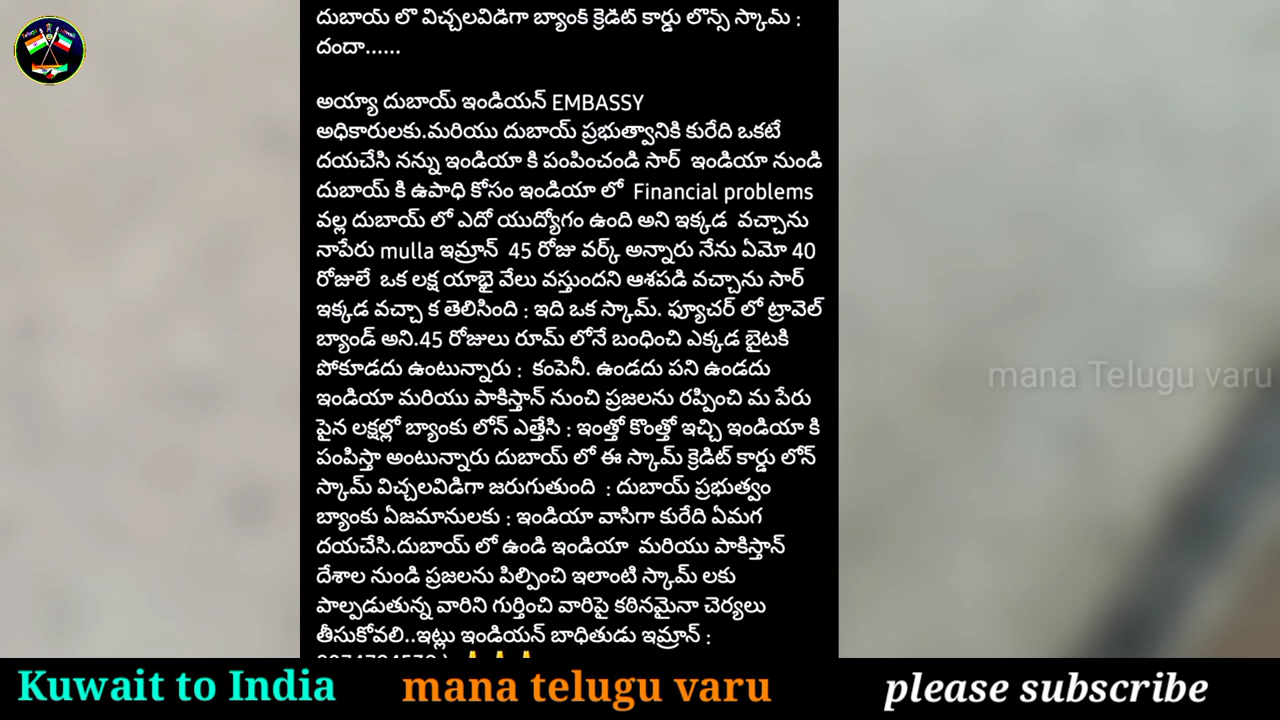 దుబాయ్ లొ విచ్చలవిడిగా బ్యాంక్ క్రెడిట్ కార్డు లొన్స్ స్కామ్ :
దందా......
అయ్యా దుబాయ్ ఇండియన్ EMBASSY
అధికారులకు.మరియు దుబాయ్ ప్రభుత్వానికి కురేది ఒకటే
దయచేసి నన్ను ఇండియా కి పంపించండి సార్ ఇండియా నుండి
దుబాయ్ కి ఉపాధి కోసం ఇండియా లో Financial problems
వల్ల దుబాయ్ లో ఎదో యుద్యోగం ఉంది అని ఇక్కడ వచ్చాను
నాపేరు mulla ఇమ్రాన్ 45 రోజు వర్క్ అన్నారు నేను ఏమో 40
రోజులే ఒక లక్ష యాభై వేలు వస్తుందని ఆశపడి వచ్చాను సార్
ఇక్కడ వచ్చా క తెలిసింది : ఇది ఒక స్కామ్. ఫ్యూచర్ లో ట్రావెల్
బ్యాండ్ అని.45 రోజులు రూమ్ లోనే బంధించి ఎక్కడ బైటకి
పోకూడదు ఉంటున్నారు : కంపెనీ. ఉండదు పని ఉండదు
ఇండియా మరియు పాకిస్తాన్ నుంచి ప్రజలను రప్పించి మ పేరు
పైన లక్షల్లో బ్యాంకు లోన్ ఎత్తేసి : ఇంత్తో కొంత్తో ఇచ్చి ఇండియా కి
పంపిస్తా అంటున్నారు దుబాయ్ లో ఈ స్కామ్ క్రెడిట్ కార్డు లోన్
స్కామ్ విచ్చలవిడిగా జరుగుతుంది : దుబాయ్ ప్రభుత్వం
బ్యాంకు ఏజమానులకు : ఇండియా వాసిగా కురేది ఏమగ
దయచేసి.దుబాయ్ లో ఉండి ఇండియా మరియు పాకిస్తాన్
దేశాల నుండి ప్రజలను పిల్పించి ఇలాంటి స్కామ్ లకు
పాల్పడుతున్న వారిని గుర్తించి వారిపై కఠినమైనా చెర్యలు
తీసుకోవలి..ఇట్లు ఇండియన్ బాధితుడు ఇమ్రాన్ :
mana Telugu varu
Kuwait to India mana telugu varu please subscribe